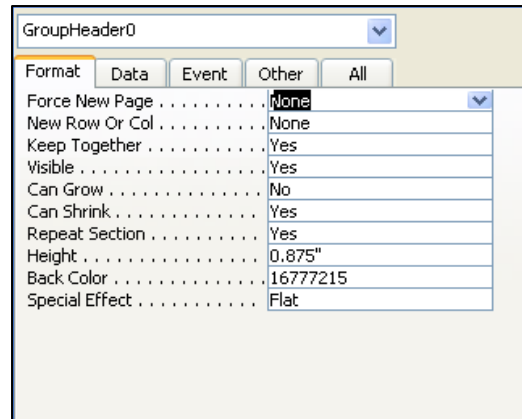 GroupHeader0
Format Data Event Other All
Force New Page . . . . . . . . . . None
New Row Or Col . . . . . . . . . . None
Keep Together . . . . . . . . . . . Yes
Visible . . . . . . . . . . . . . . . . . Yes
Can Grow . . . . . . . . . . . . . . No
Can Shrink . . . . . . . . . . . . . Yes
Repeat Section . . . . . . . . . . Yes
Height . . . . . . . . . . . . . . . . 0.875"
Back Color . . . . . . . . . . . . . 16777215
Special Effect . . . . . . . . . . . Flat